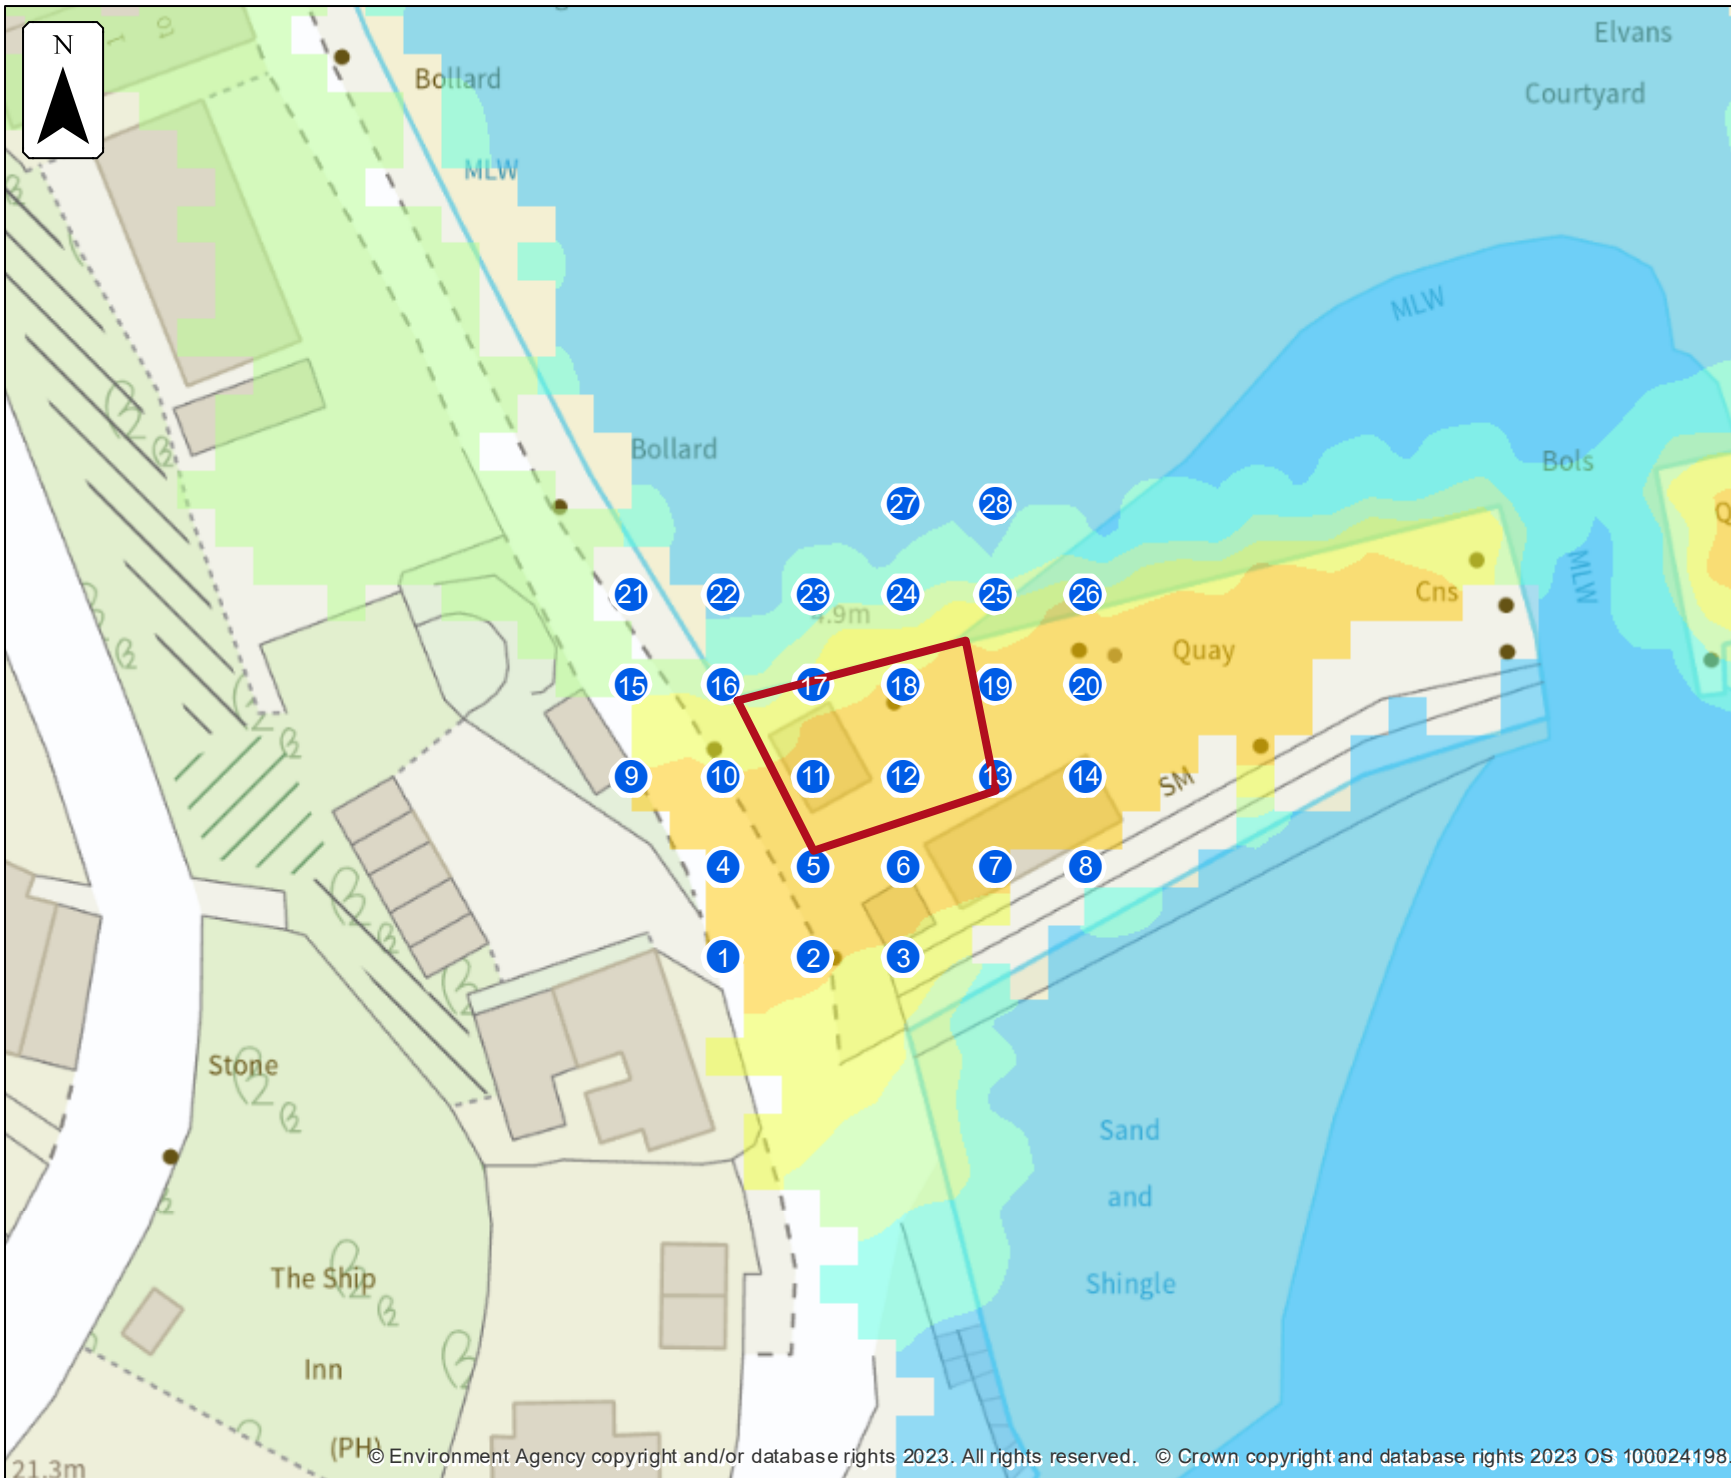 N
Elvans
Bollard
Courtyard
MLW
MLW
Bollard
Bols
27 28
MLW
21 22 23 24 25 26
Cns
4.9m
Quay
15 16 17 18 19 20
9 10 11 12 13 14
SM
4 5 6 7 8
1 2 3
Stone
Sand
and
Shingle
The Ship
Inn
(PH)
21.3m
© Environment Agency copyright and/or database rights 2023. All rights reserved. © Crown copyright and database rights 2023 OS 100024198